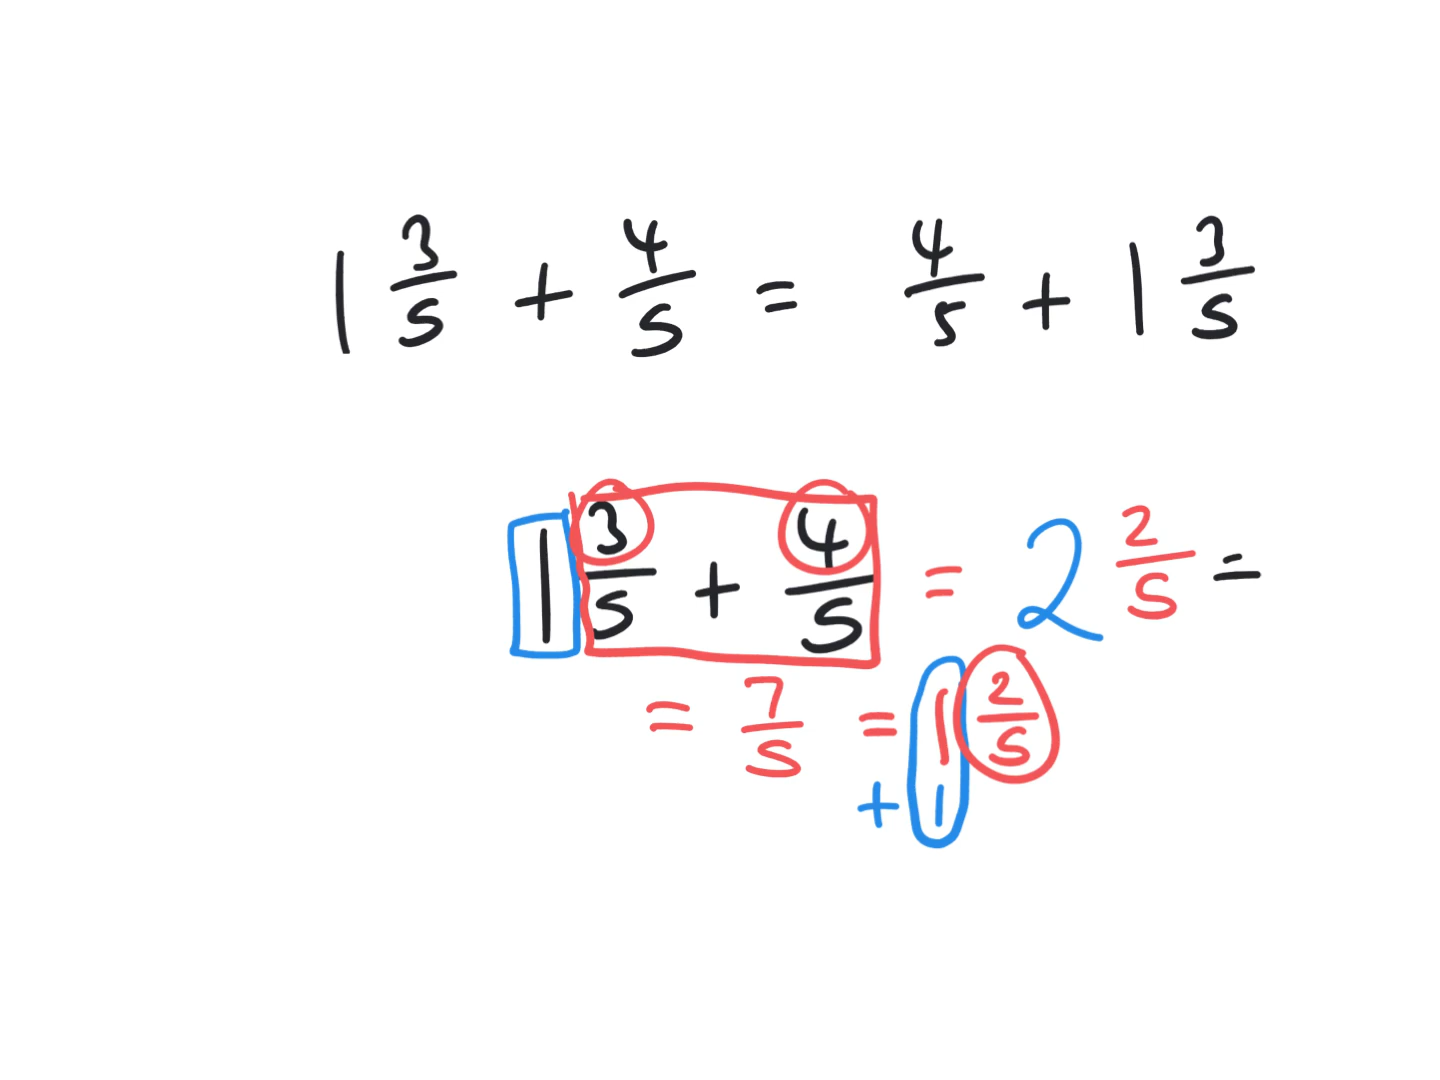 1 3/5 + 4/5 = 4/5 + 1 3/5
1 3/5 + 4/5 = 2 2/5 =
= 7/5 = 1 2/5
+ 1